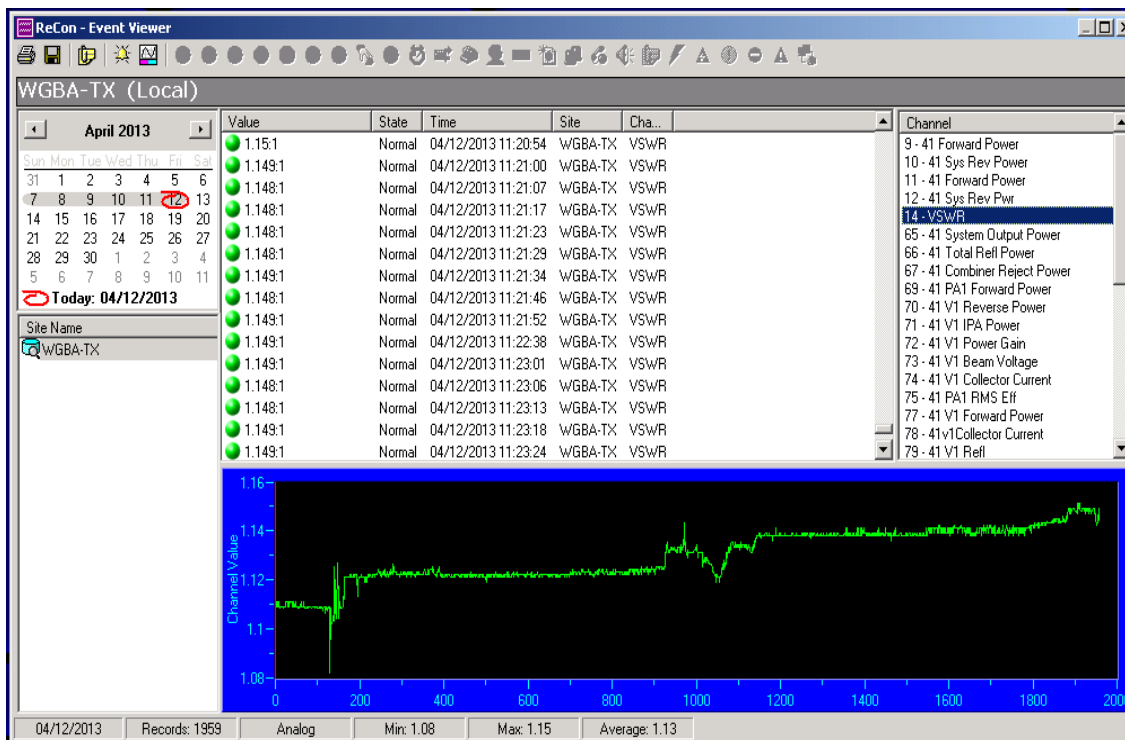 ReCon - Event Viewer
WGBA-TX (Local)
April 2013
Sun Mon Tue Wed Thu Fri Sat
31 1 2 3 4 5 6
7 8 9 10 11 12 13
14 15 16 17 18 19 20
21 22 23 24 25 26 27
28 29 30 1 2 3 4
5 6 7 8 9 10 11
Today: 04/12/2013
Site Name
WGBA-TX
Value State Time Site Cha...
1.15:1 Normal 04/12/2013 11:20:54 WGBA-TX VSWR
1.149:1 Normal 04/12/2013 11:21:00 WGBA-TX VSWR
1.148:1 Normal 04/12/2013 11:21:07 WGBA-TX VSWR
1.148:1 Normal 04/12/2013 11:21:17 WGBA-TX VSWR
1.148:1 Normal 04/12/2013 11:21:23 WGBA-TX VSWR
1.148:1 Normal 04/12/2013 11:21:29 WGBA-TX VSWR
1.149:1 Normal 04/12/2013 11:21:34 WGBA-TX VSWR
1.148:1 Normal 04/12/2013 11:21:46 WGBA-TX VSWR
1.149:1 Normal 04/12/2013 11:21:52 WGBA-TX VSWR
1.149:1 Normal 04/12/2013 11:22:38 WGBA-TX VSWR
1.149:1 Normal 04/12/2013 11:23:01 WGBA-TX VSWR
1.148:1 Normal 04/12/2013 11:23:06 WGBA-TX VSWR
1.148:1 Normal 04/12/2013 11:23:13 WGBA-TX VSWR
1.149:1 Normal 04/12/2013 11:23:18 WGBA-TX VSWR
1.149:1 Normal 04/12/2013 11:23:24 WGBA-TX VSWR
Channel
9 - 41 Forward Power
10 - 41 Sys Rev Power
11 - 41 Forward Power
12 - 41 Sys Rev Pwr
14 - VSWR
65 - 41 System Output Power
66 - 41 Total Refl Power
67 - 41 Combiner Reject Power
69 - 41 PA1 Forward Power
70 - 41 V1 Reverse Power
71 - 41 V1 IPA Power
72 - 41 V1 Power Gain
73 - 41 V1 Beam Voltage
74 - 41 V1 Collector Current
75 - 41 PA1 RMS Eff
77 - 41 V1 Forward Power
78 - 41v1Collector Current
79 - 41 V1 Refl
Channel Value
1.16
1.14
1.12
1.1
1.08
0 200 400 600 800 1000 1200 1400 1600 1800 200
04/12/2013 Records: 1959 Analog Min: 1.08 Max: 1.15 Average: 1.13